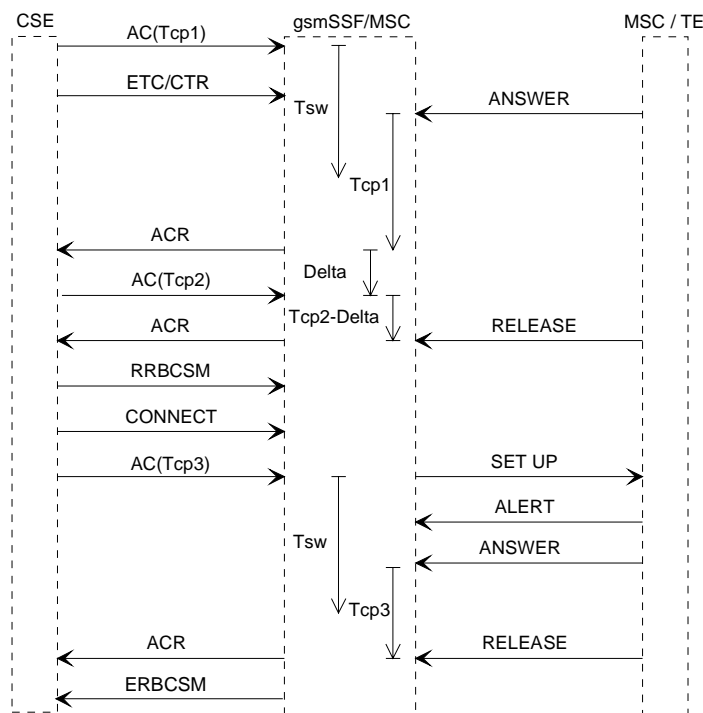 CSE gsmSSF/MSC MSC / TE
AC(Tcp1)
ETC/CTR
Tsw
ANSWER
Tcp1
ACR
Delta
AC(Tcp2)
Tcp2-Delta
ACR
RELEASE
RRBCSM
CONNECT
AC(Tcp3)
SET UP
ALERT
Tsw
ANSWER
Tcp3
ACR
RELEASE
ERBCSM